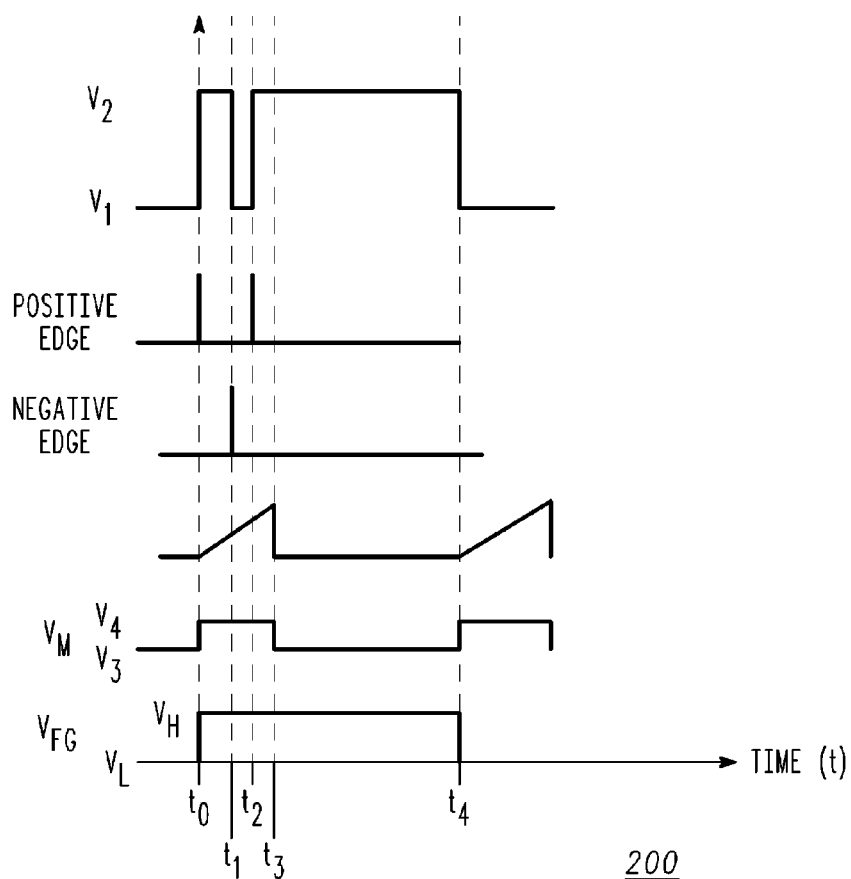 V2
V1
POSITIVE
EDGE
NEGATIVE
EDGE
VM V4
V3
VFG VH
VL
TIME (t)
t0 t2 t4
t1 t3
200